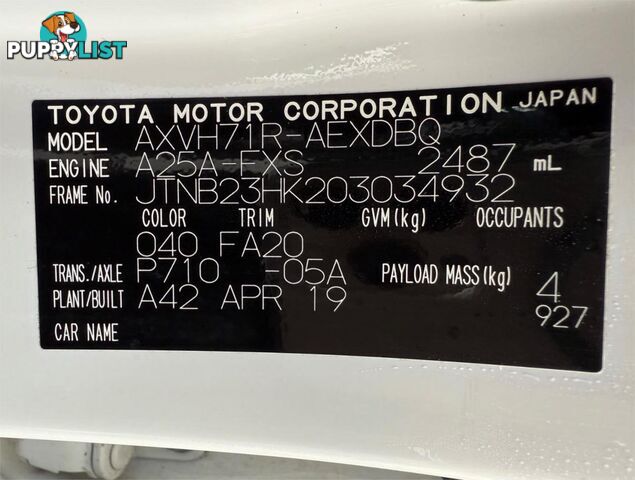 PUPPYLIST
TOYOTA MOTOR CORPORATION JAPAN
MODEL AXVH71R-AEXDBQ
ENGINE A25A-FXS 2487 mL
FRAME No. JTNB23HK203034932
COLOR TRIM GVM(kg) OCCUPANTS
040 FA20
TRANS./AXLE P710 -05A PAYLOAD MASS(kg)
PLANT/BUILT A42 APR 19 4
927
CAR NAME